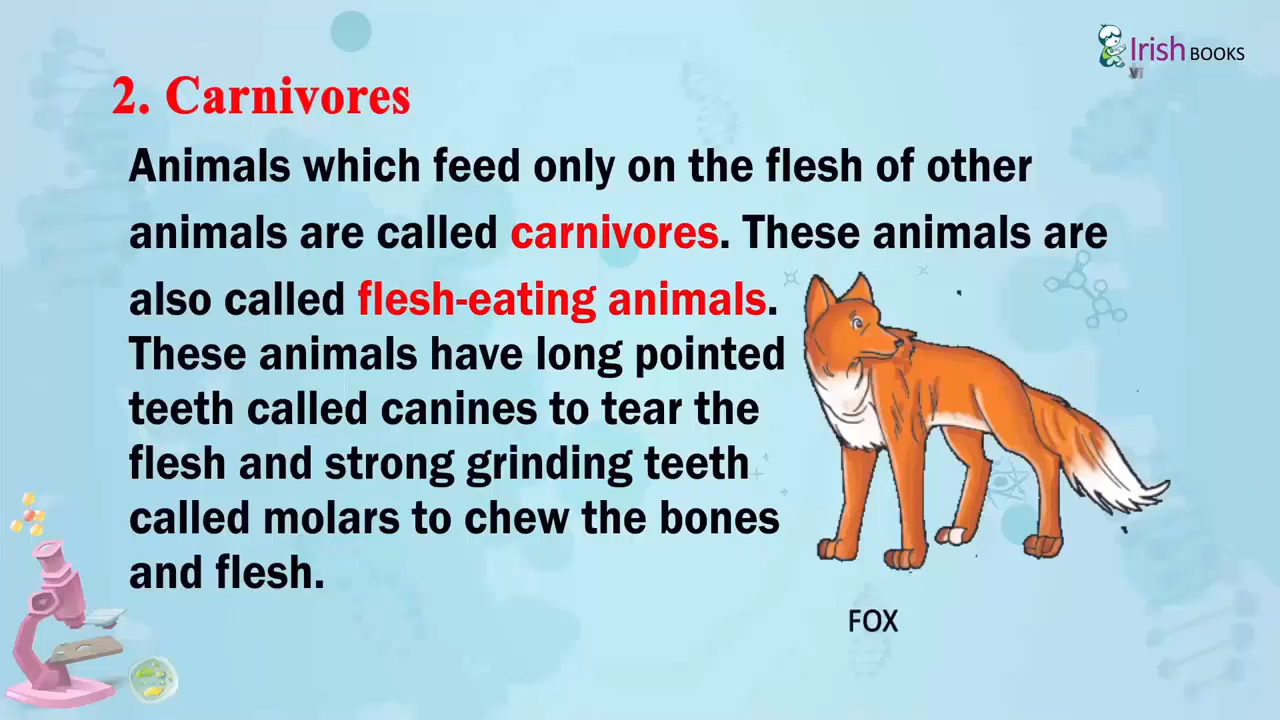 Irish BOOKS
2. Carnivores
Animals which feed only on the flesh of other
animals are called carnivores. These animals are
also called flesh-eating animals.
These animals have long pointed
teeth called canines to tear the
flesh and strong grinding teeth
called molars to chew the bones
and flesh.
FOX